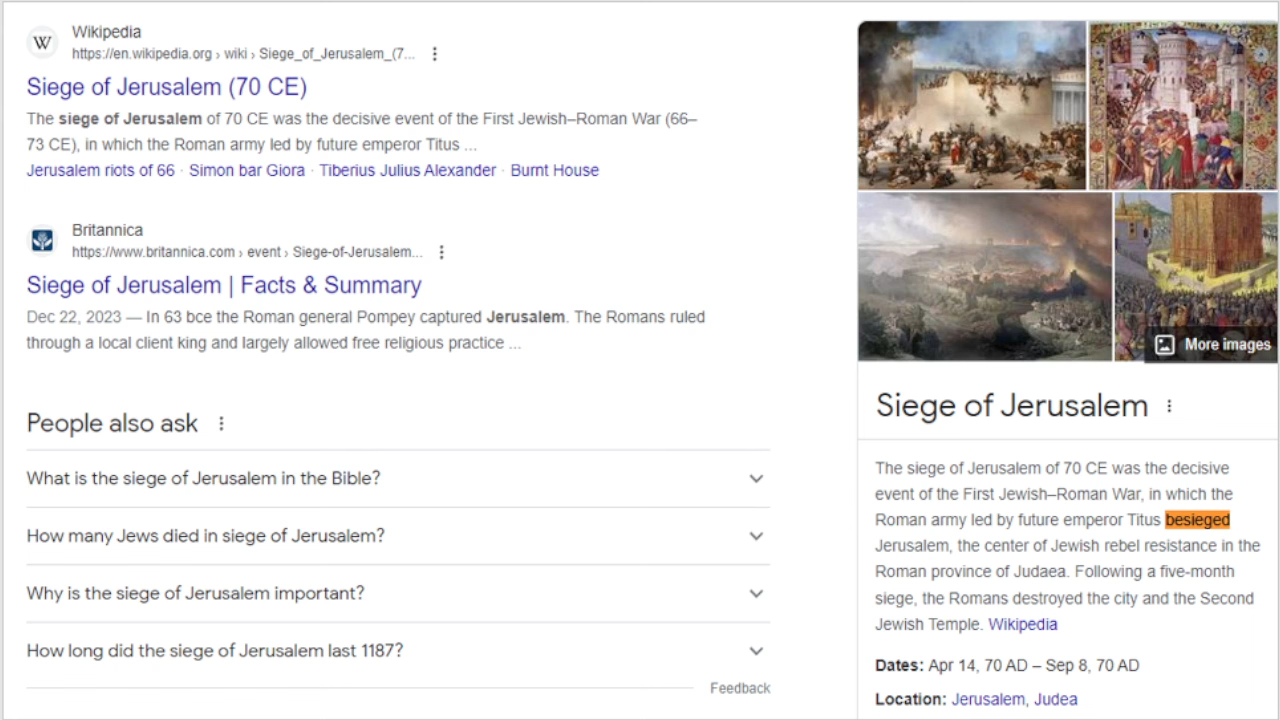 W
Wikipedia
https://en.wikipedia.org › wiki › Siege_of_Jerusalem_(7...
Siege of Jerusalem (70 CE)
The siege of Jerusalem of 70 CE was the decisive event of the First Jewish–Roman War (66–
73 CE), in which the Roman army led by future emperor Titus ...
Jerusalem riots of 66 · Simon bar Giora · Tiberius Julius Alexander · Burnt House
Britannica
https://www.britannica.com › event › Siege-of-Jerusalem...
Siege of Jerusalem | Facts & Summary
Dec 22, 2023 — In 63 bce the Roman general Pompey captured Jerusalem. The Romans ruled
through a local client king and largely allowed free religious practice ...
People also ask
What is the siege of Jerusalem in the Bible?
How many Jews died in siege of Jerusalem?
Why is the siege of Jerusalem important?
How long did the siege of Jerusalem last 1187?
Feedback
More images
Siege of Jerusalem
The siege of Jerusalem of 70 CE was the decisive
event of the First Jewish–Roman War, in which the
Roman army led by future emperor Titus besieged
Jerusalem, the center of Jewish rebel resistance in the
Roman province of Judaea. Following a five-month
siege, the Romans destroyed the city and the Second
Jewish Temple. Wikipedia
Dates: Apr 14, 70 AD – Sep 8, 70 AD
Location: Jerusalem, Judea